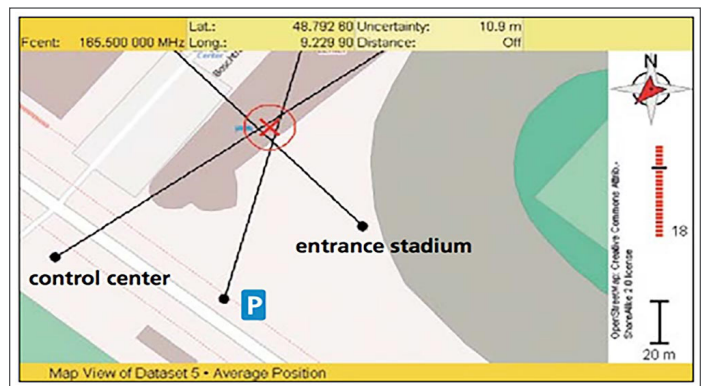 Lat.: 48.792 60 Uncertainty: 10.9 m
Fcent: 165.500 000 MHz Long.: 9.229 90 Distance: Off
Center
N
18
OpenStreetMap: Creative Commons Attrib.-
ShareAlike 2.0 license
entrance stadium
control center
P
20 m
Map View of Dataset 5 • Average Position